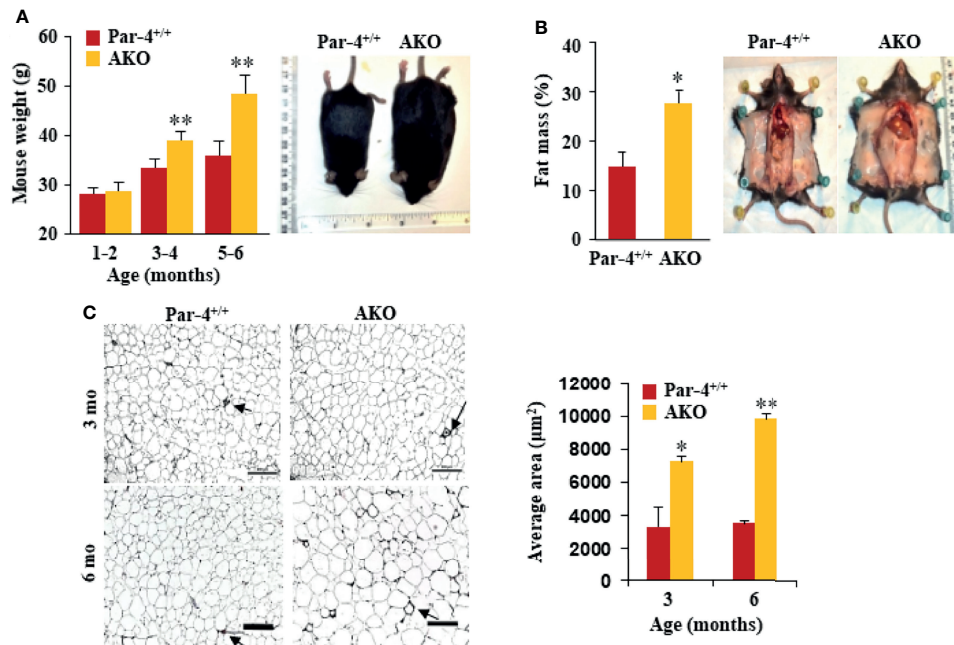 A
Mouse weight (g)
60
50
40
30
20
Par-4+/+
AKO
**
**
1-2 3-4 5-6
Age (months)
Par-4+/+ AKO
B
Fat mass (%)
40
30
20
10
0
*
Par-4+/+ AKO
Par-4+/+ AKO
C
Par-4+/+ AKO
3 mo
6 mo
Average area (µm²)
12000
10000
8000
6000
4000
2000
0
Par-4+/+
AKO
*
**
3 6
Age (months)